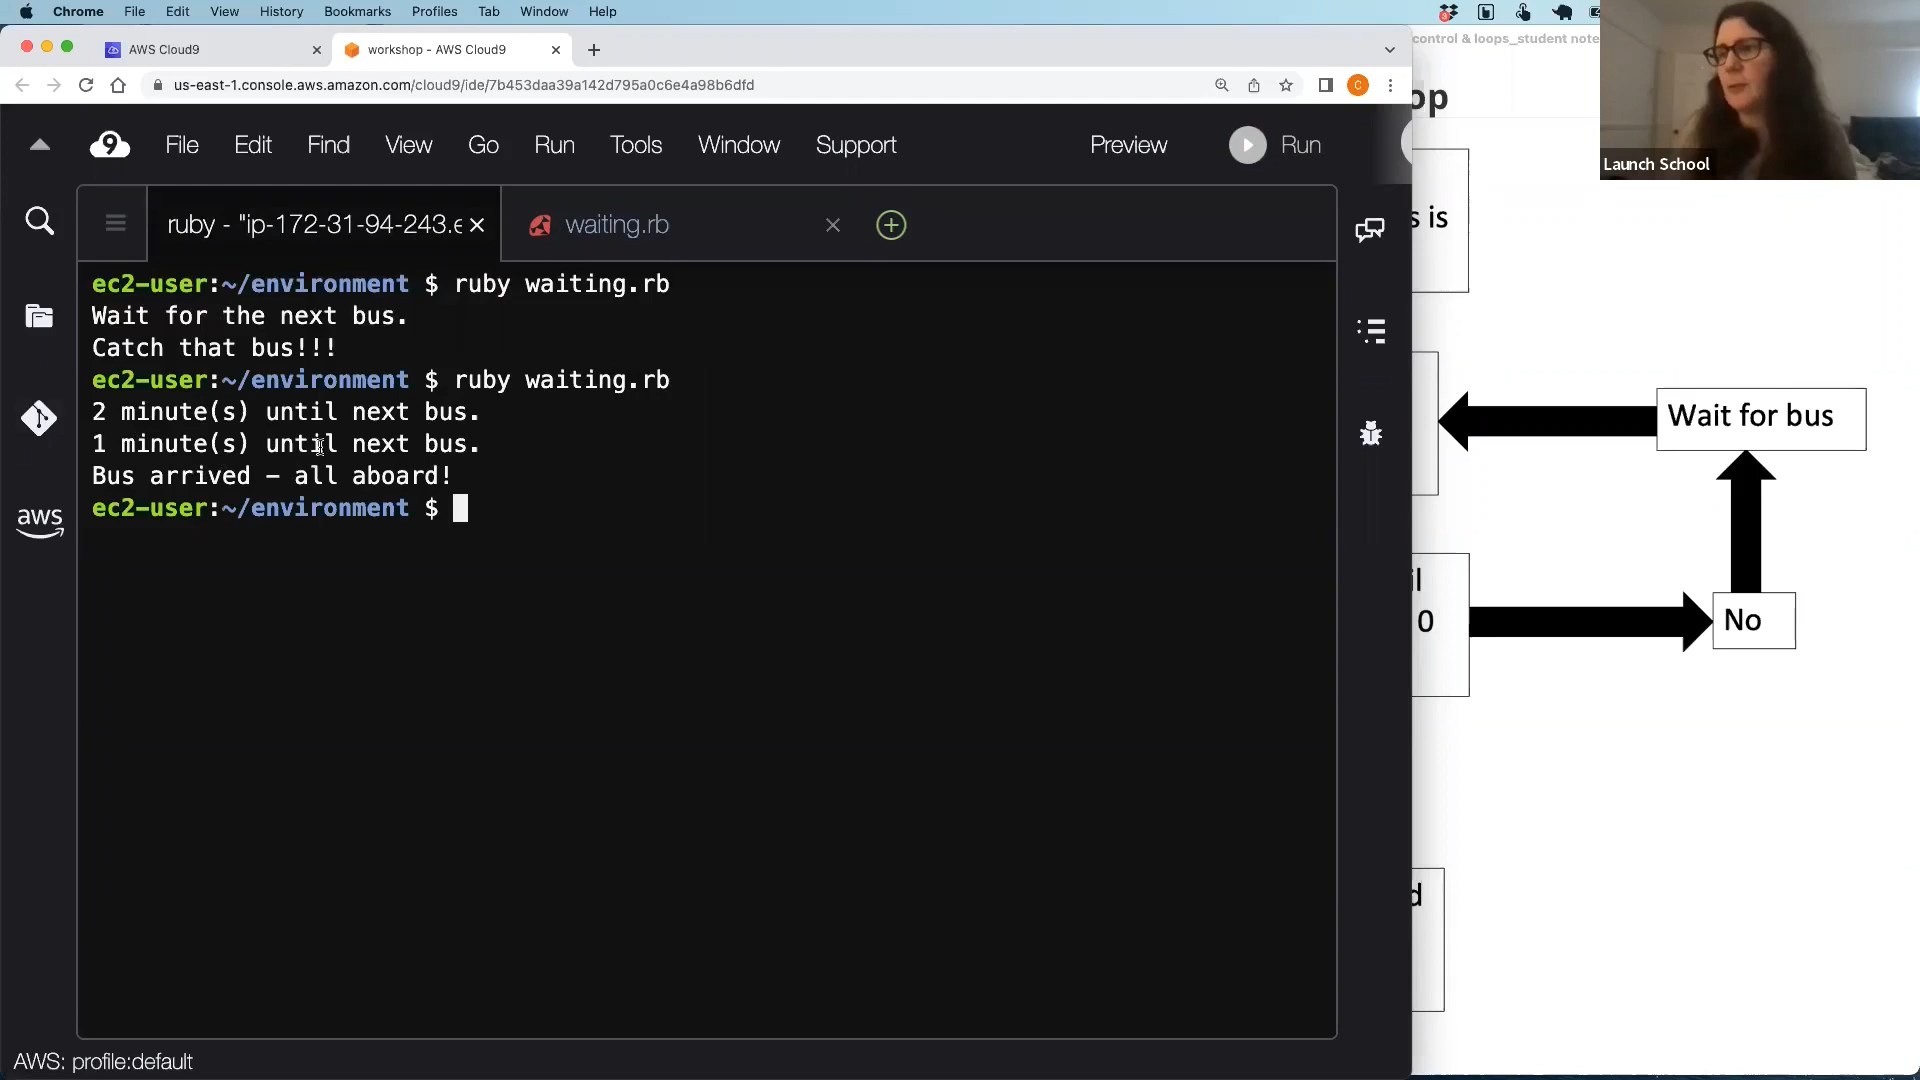 Chrome File Edit View History Bookmarks Profiles Tab Window Help
3
AWS Cloud9
workshop - AWS Cloud9
control & loops_student note
us-east-1.console.aws.amazon.com/cloud9/ide/7b453daa39a142d795a0c6e4a98b6dfd
C
op
9 File Edit Find View Go Run Tools Window Support Preview Run
Launch School
ruby - "ip-172-31-94-243.e
waiting.rb
s is
ec2-user:~/environment $ ruby waiting.rb
Wait for the next bus.
Catch that bus!!!
ec2-user:~/environment $ ruby waiting.rb
2 minute(s) until next bus.
1 minute(s) until next bus.
Bus arrived - all aboard!
ec2-user:~/environment $
aws
Wait for bus
il
0
No
d
AWS: profile:default